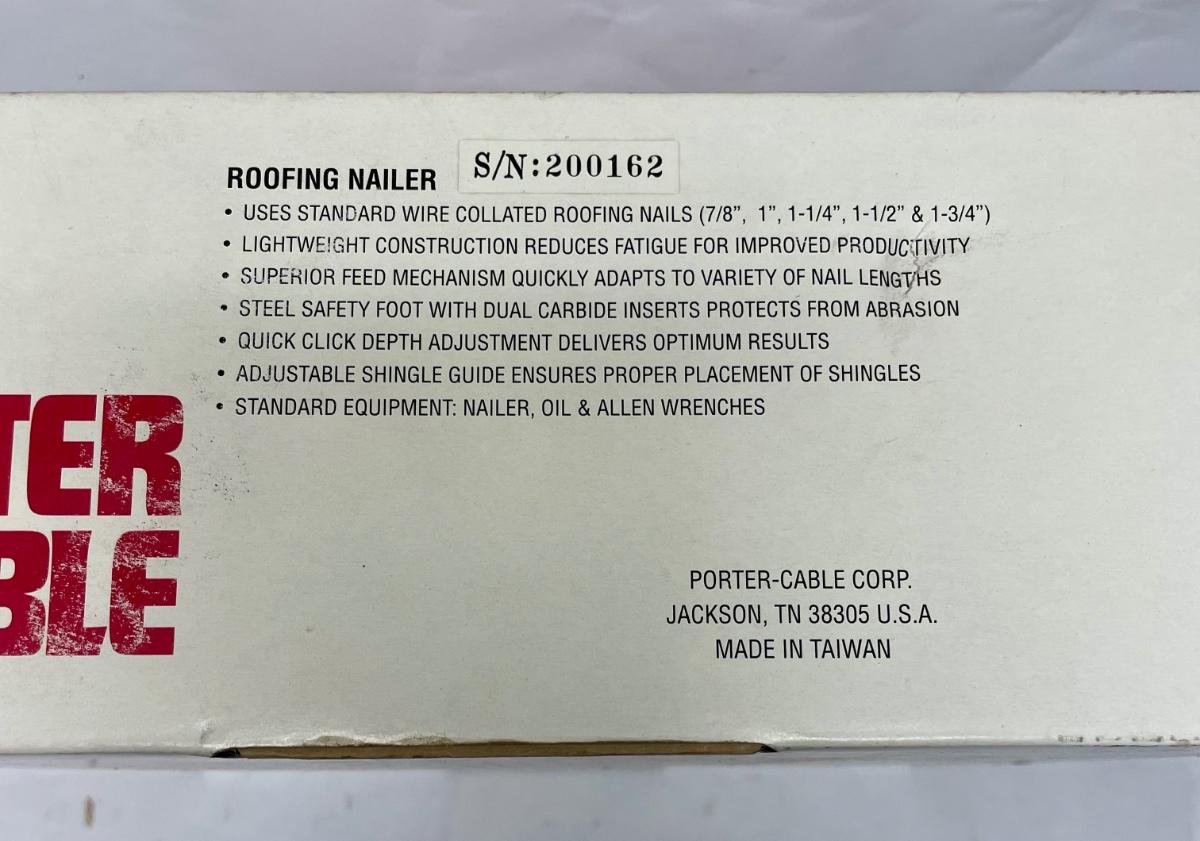 ROOFING NAILER S/N:200162
• USES STANDARD WIRE COLLATED ROOFING NAILS (7/8”, 1”, 1-1/4”, 1-1/2” & 1-3/4”)
• LIGHTWEIGHT CONSTRUCTION REDUCES FATIGUE FOR IMPROVED PRODUCTIVITY
• SUPERIOR FEED MECHANISM QUICKLY ADAPTS TO VARIETY OF NAIL LENGTHS
• STEEL SAFETY FOOT WITH DUAL CARBIDE INSERTS PROTECTS FROM ABRASION
• QUICK CLICK DEPTH ADJUSTMENT DELIVERS OPTIMUM RESULTS
• ADJUSTABLE SHINGLE GUIDE ENSURES PROPER PLACEMENT OF SHINGLES
• STANDARD EQUIPMENT: NAILER, OIL & ALLEN WRENCHES
TER
BLE
PORTER-CABLE CORP.
JACKSON, TN 38305 U.S.A.
MADE IN TAIWAN